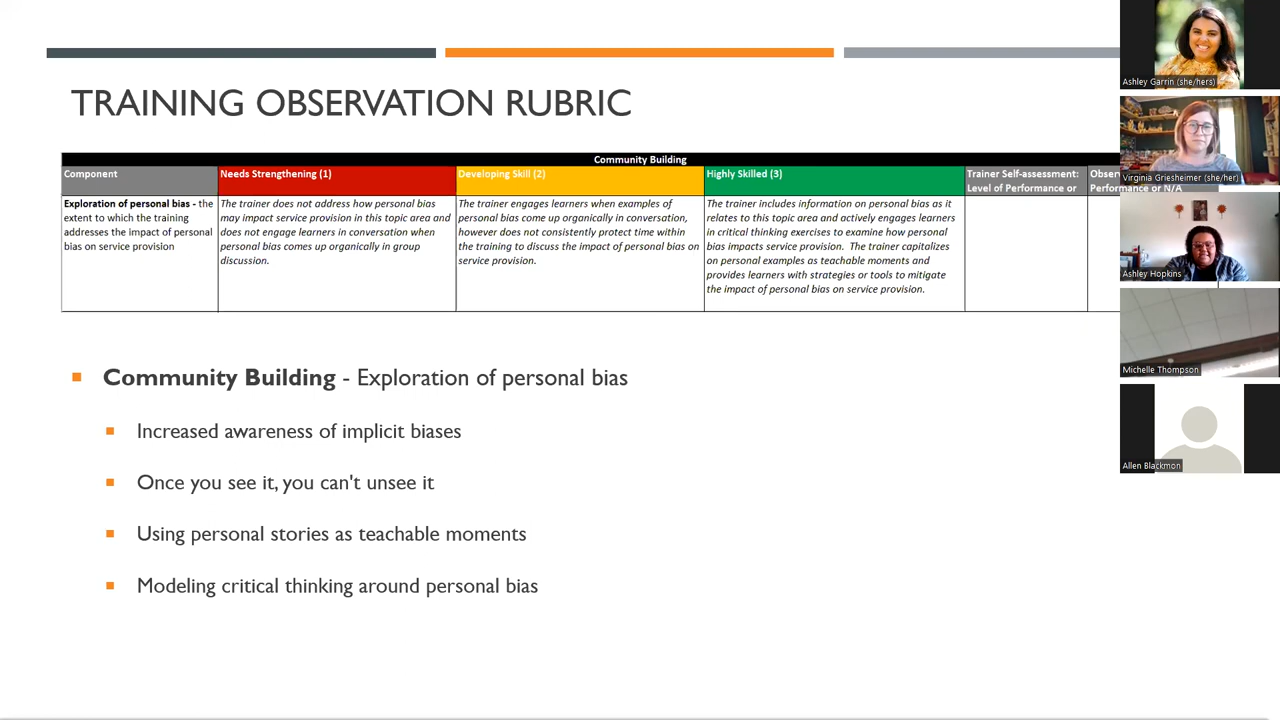 TRAINING OBSERVATION RUBRIC
Community Building
Component
Needs Strengthening (1)
Developing Skill (2)
Highly Skilled (3)
Trainer Self-assessment:
Level of Performance or
Performance or N/A
Exploration of personal bias - the
extent to which the training
addresses the impact of personal
bias on service provision
The trainer does not address how personal bias
may impact service provision in this topic area and
does not engage learners in conversation when
personal bias comes up organically in group
discussion.
The trainer engages learners when examples of
personal bias come up organically in conversation,
however does not consistently protect time within
the training to discuss the impact of personal bias on
service provision.
The trainer includes information on personal bias as it
relates to this topic area and actively engages learners
in critical thinking exercises to examine how personal
bias impacts service provision. The trainer capitalizes
on personal examples as teachable moments and
provides learners with strategies or tools to mitigate
the impact of personal bias on service provision.
Community Building - Exploration of personal bias
Increased awareness of implicit biases
Once you see it, you can't unsee it
Using personal stories as teachable moments
Modeling critical thinking around personal bias
Ashley Garrin (she/hers)
Virginia Griesheimer (she/her)
Ashley Hopkins
Michelle Thompson
Allen Blackmon